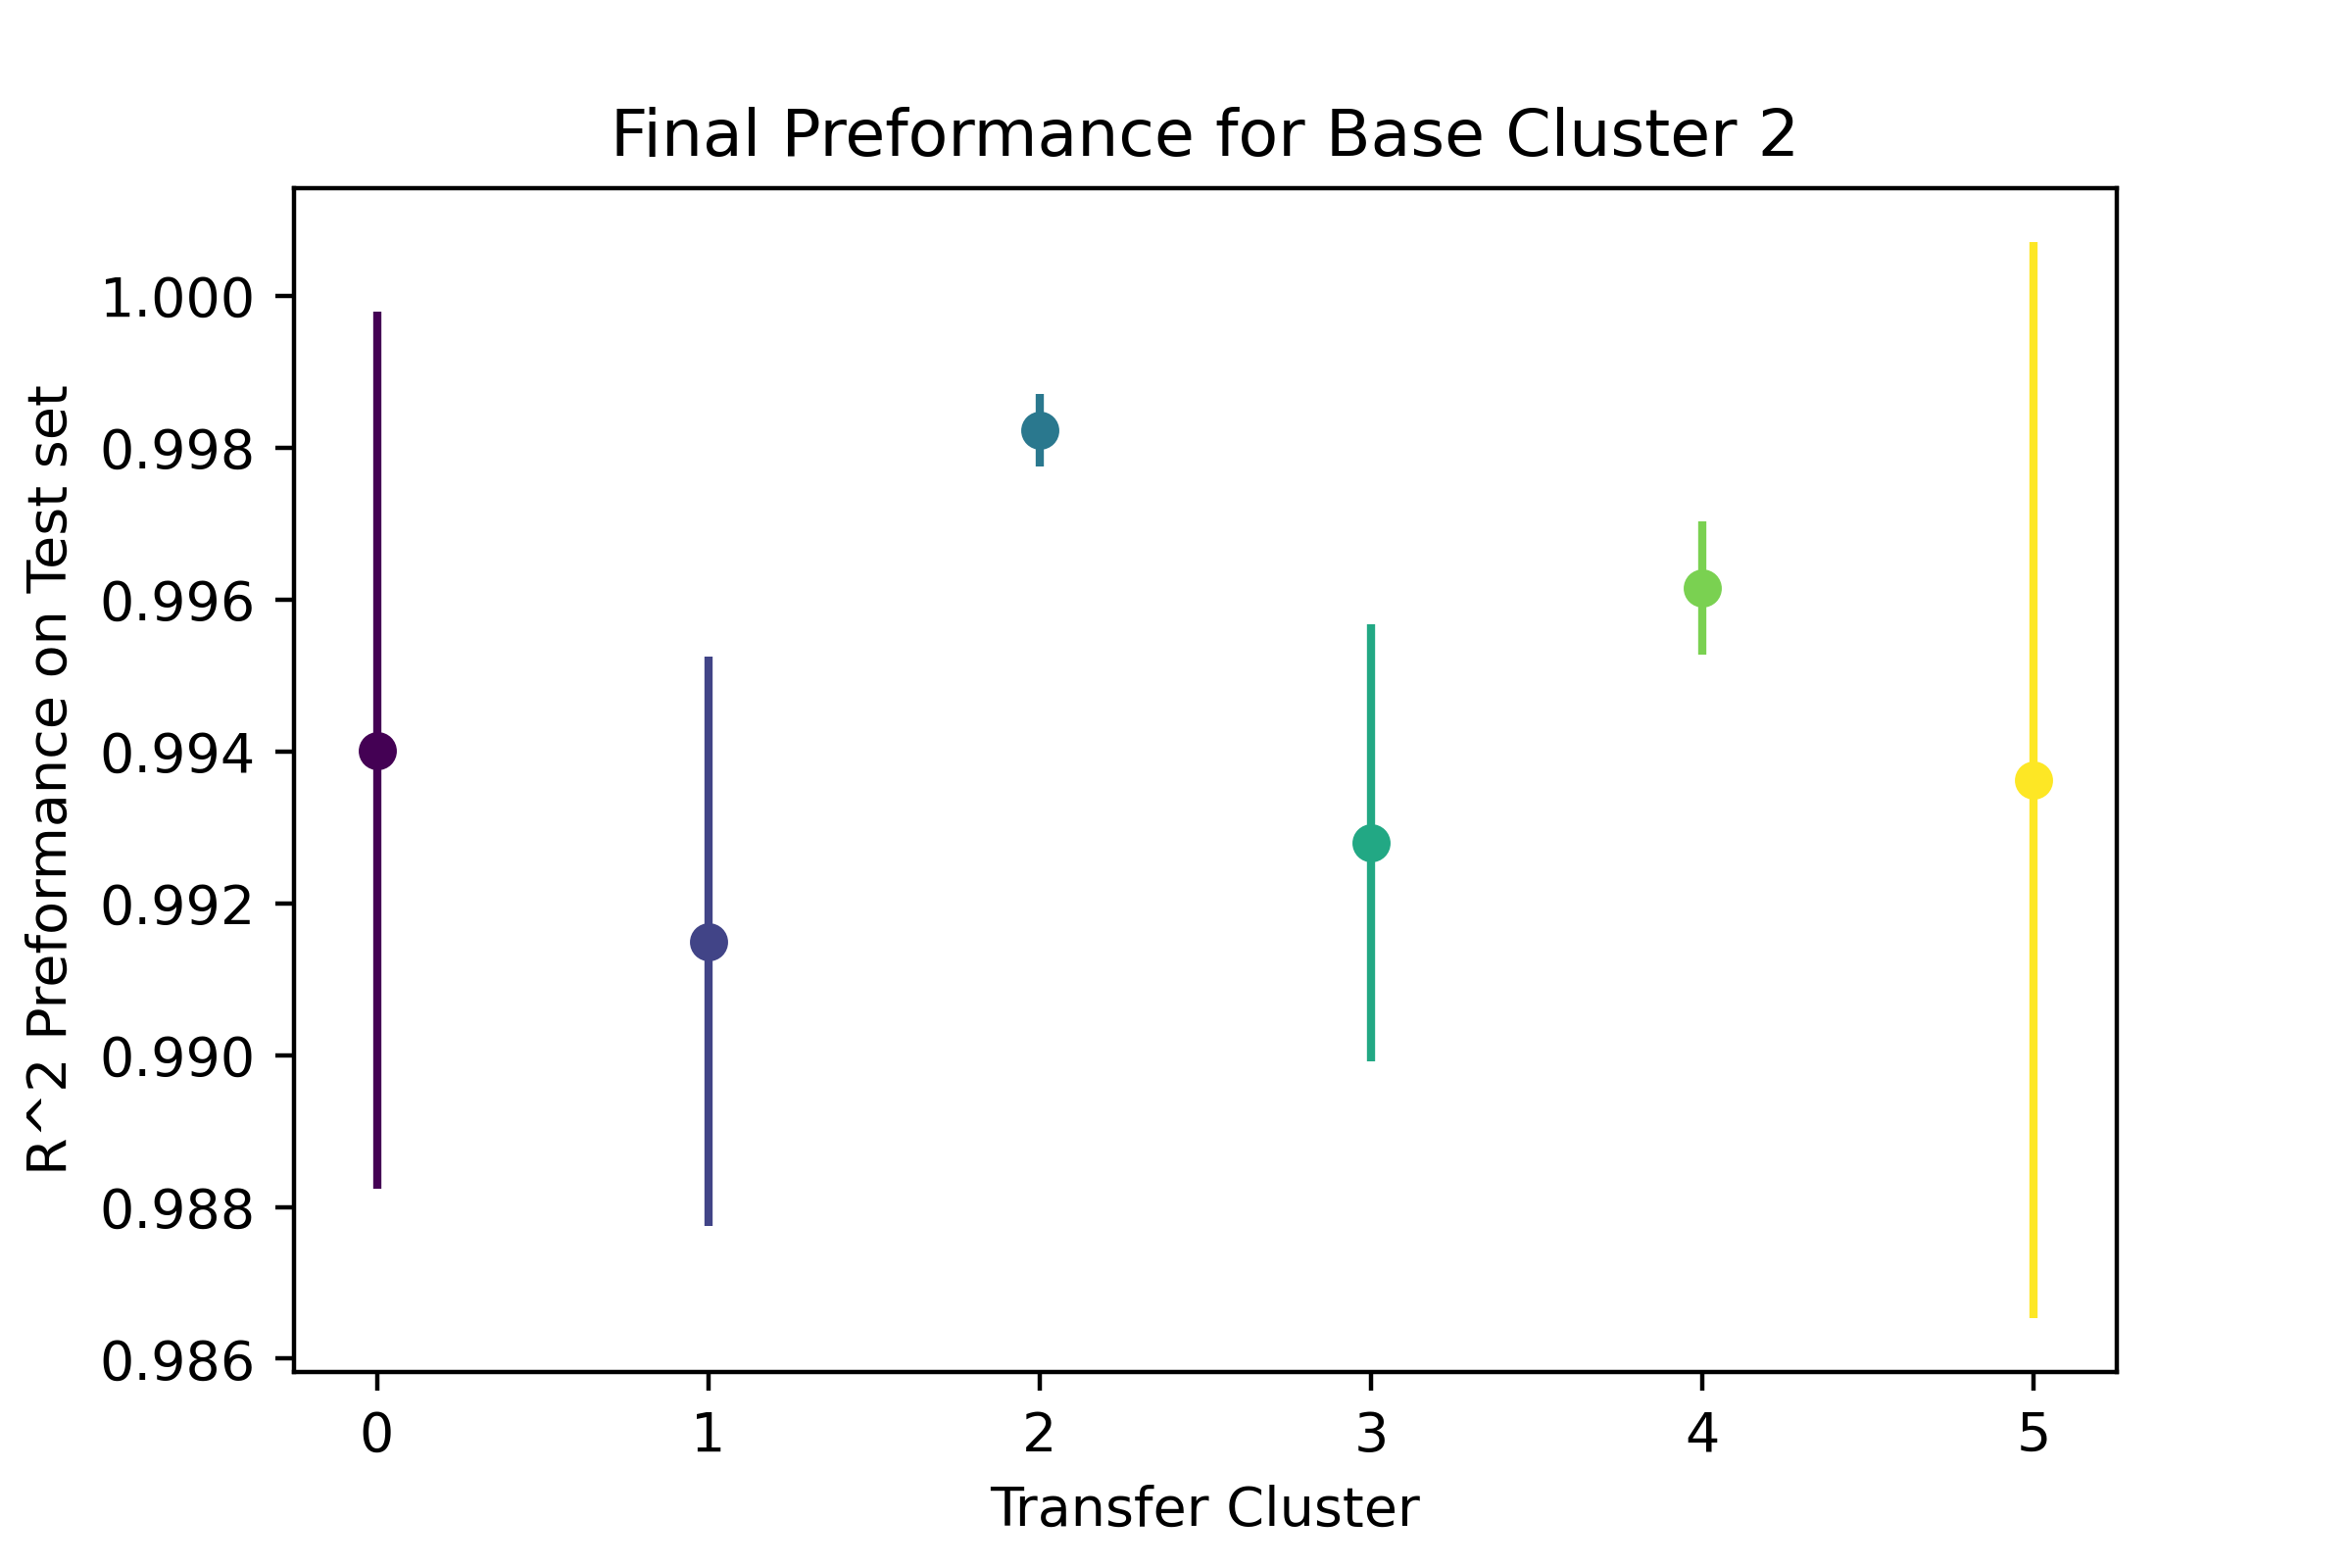 Final Preformance for Base Cluster 2
R^2 Preformance on Test set
1.000
0.998
0.996
0.994
0.992
0.990
0.988
0.986
0 1 2 3 4 5
Transfer Cluster